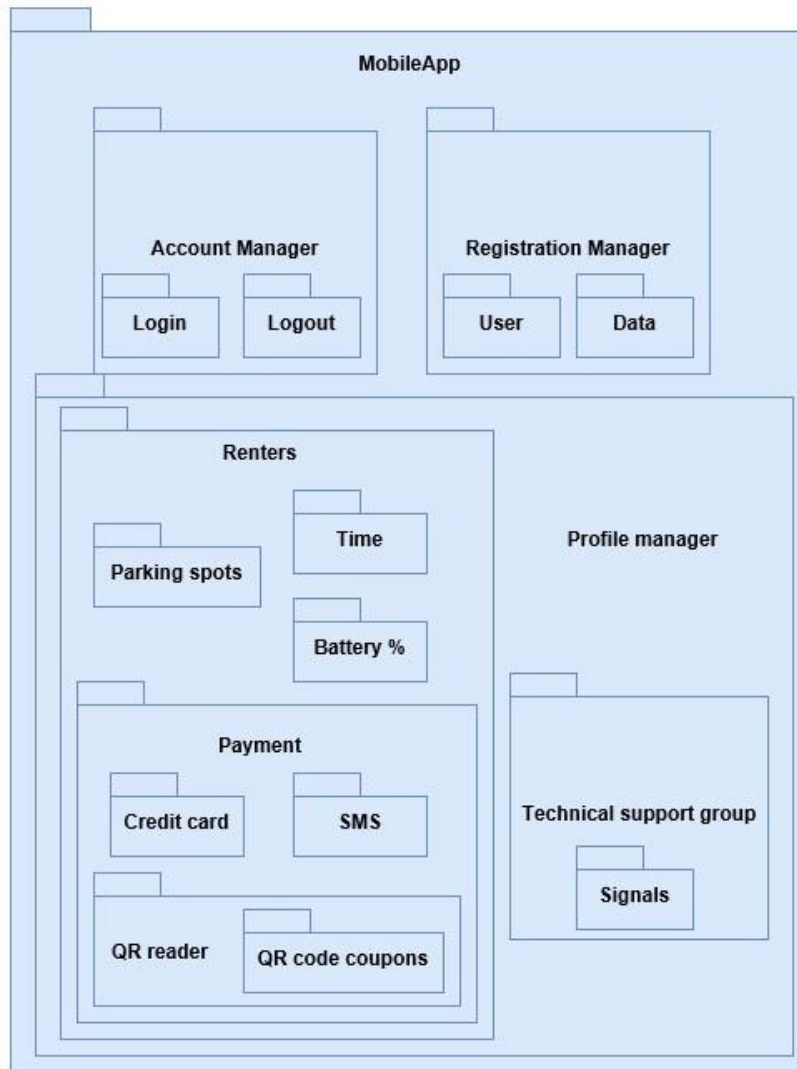 MobileApp
Account Manager
Registration Manager
Login
Logout
User
Data
Renters
Time
Profile manager
Parking spots
Battery %
Payment
Credit card
SMS
Technical support group
Signals
QR reader
QR code coupons